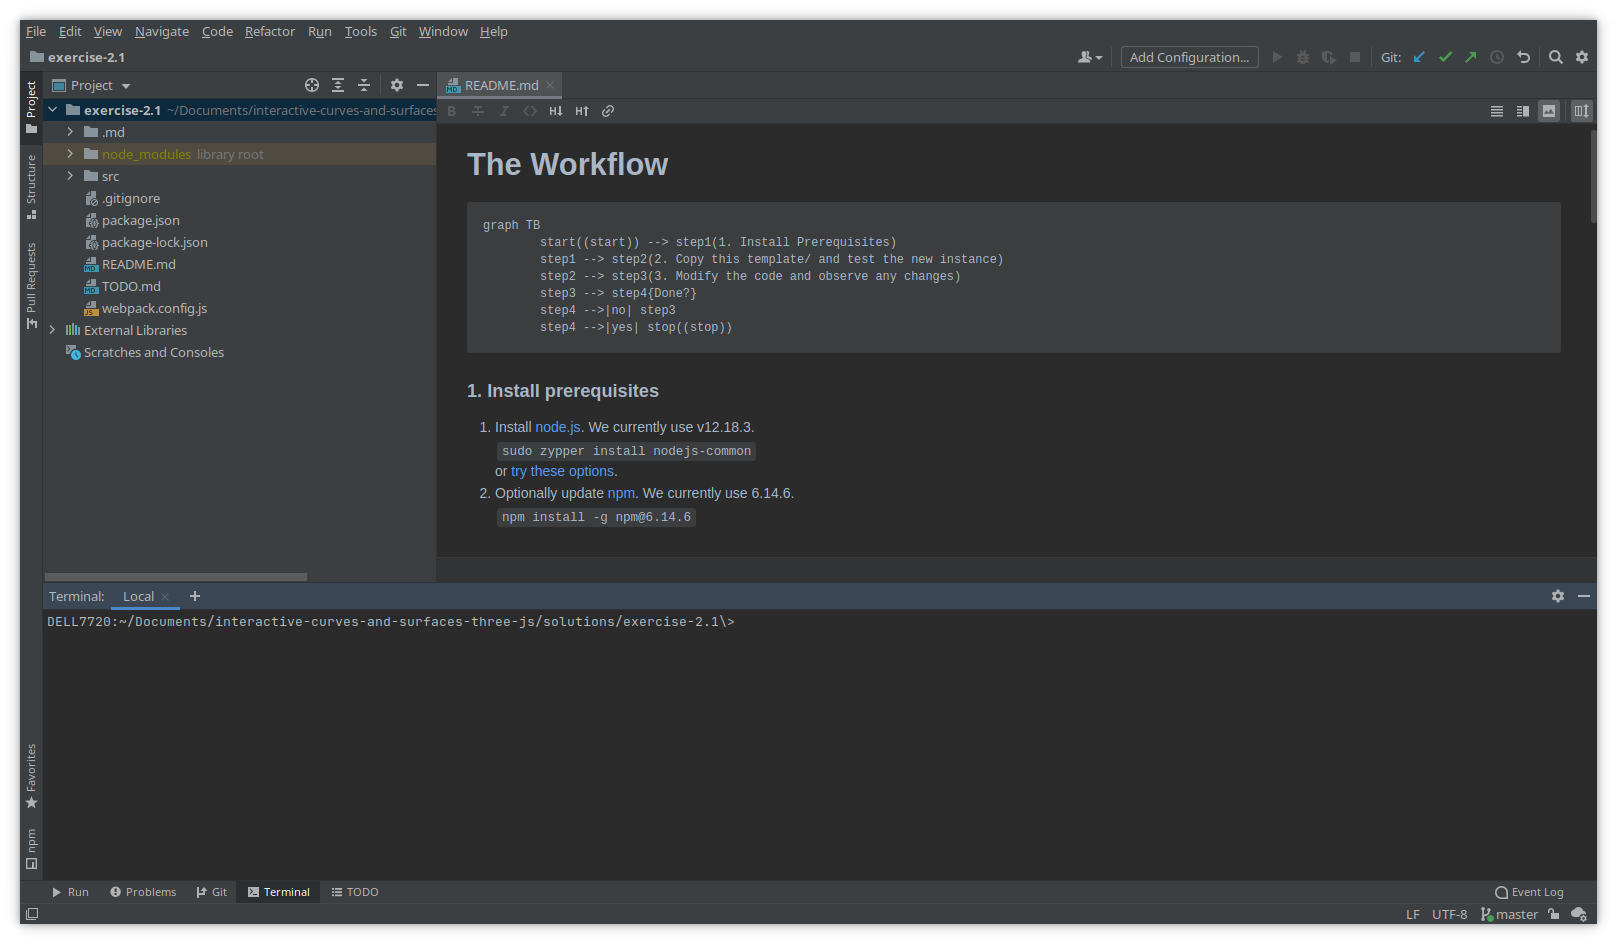 File Edit View Navigate Code Refactor Run Tools Git Window Help
exercise-2.1
Add Configuration...
Git:
Project
README.md
exercise-2.1 ~/Documents/interactive-curves-and-surfaces
.md
node_modules library root
src
.gitignore
package.json
package-lock.json
README.md
TODO.md
webpack.config.js
External Libraries
Scratches and Consoles
Project
Structure
Pull Requests
Favorites
npm
B I <> H↓ H↑
The Workflow
graph TB
start((start)) --> step1(1. Install Prerequisites)
step1 --> step2(2. Copy this template/ and test the new instance)
step2 --> step3(3. Modify the code and observe any changes)
step3 --> step4{Done?}
step4 -->|no| step3
step4 -->|yes| stop((stop))
1. Install prerequisites
1. Install node.js. We currently use v12.18.3.
sudo zypper install nodejs-common
or try these options.
2. Optionally update npm. We currently use 6.14.6.
npm install -g npm@6.14.6
Terminal: Local +
DELL7720:~/Documents/interactive-curves-and-surfaces-three-js/solutions/exercise-2.1\>
Run Problems Git Terminal TODO Event Log
LF UTF-8 master